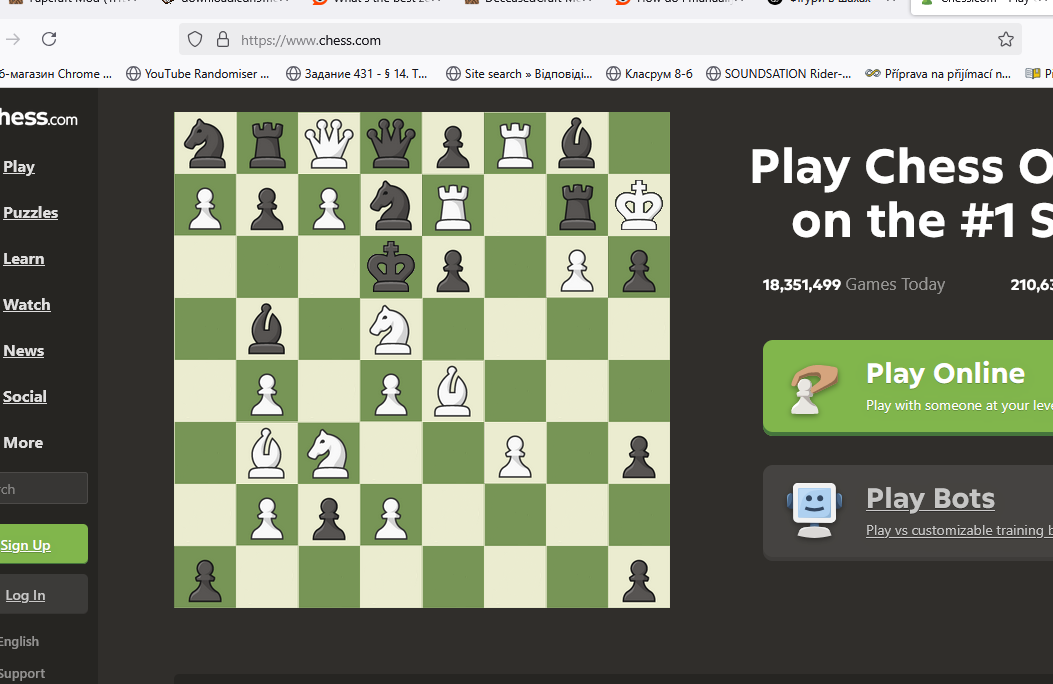 https://www.chess.com
б-магазин Chrome ...
YouTube Randomiser ...
Задание 431 - § 14. Т...
Site search » Відповіді...
Класрум 8-б
SOUNDSATION Rider-...
Příprava na přijímací n...
hess.com
Play
Puzzles
Learn
Watch
News
Social
More
ch
Sign Up
Log In
English
Support
Play Chess O
on the #1 S
18,351,499 Games Today
210,63
Play Online
Play with someone at your leve
Play Bots
Play vs customizable training b